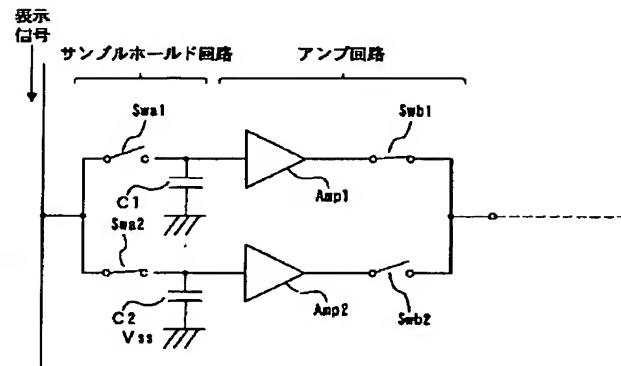 表示
信号
サンプルホールド回路
アンプ回路
Swa1
Swb1
C1
Amp1
Swa2
C2
Vss
Amp2
Swb2